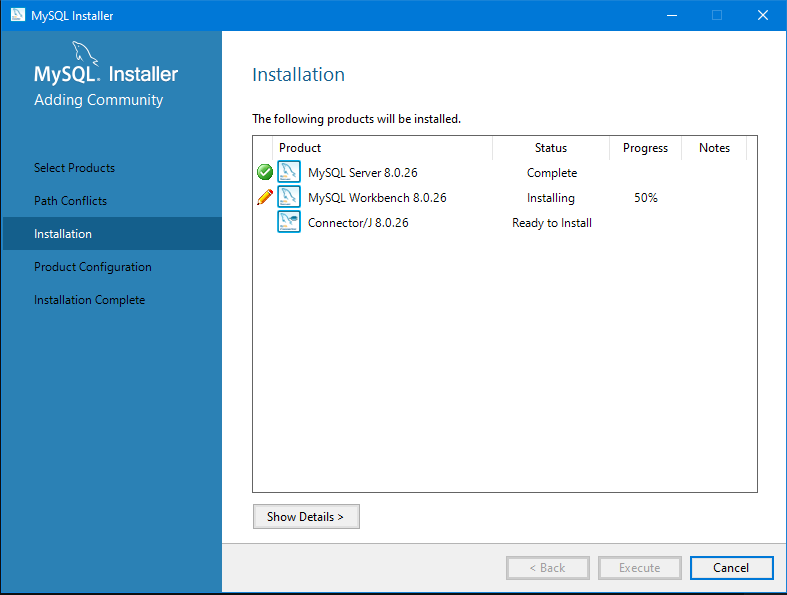 MySQL Installer
MySQL. Installer
Adding Community
Select Products
Path Conflicts
Installation
Product Configuration
Installation Complete
Installation
The following products will be installed.
Product Status Progress Notes
MySQL Server 8.0.26 Complete
MySQL Workbench 8.0.26 Installing 50%
Connector/J 8.0.26 Ready to Install
Show Details >
< Back Execute Cancel